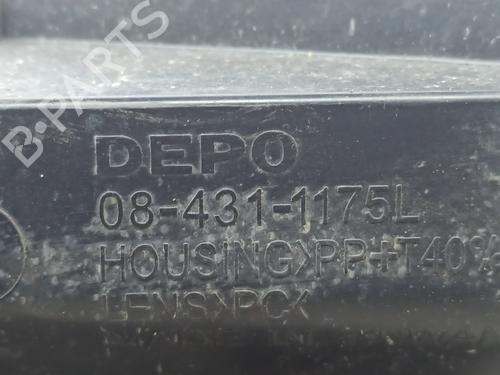 DEPO
08-431-1175L
HOUSING>PP+T40%
LENS>PC<
B-PARTS